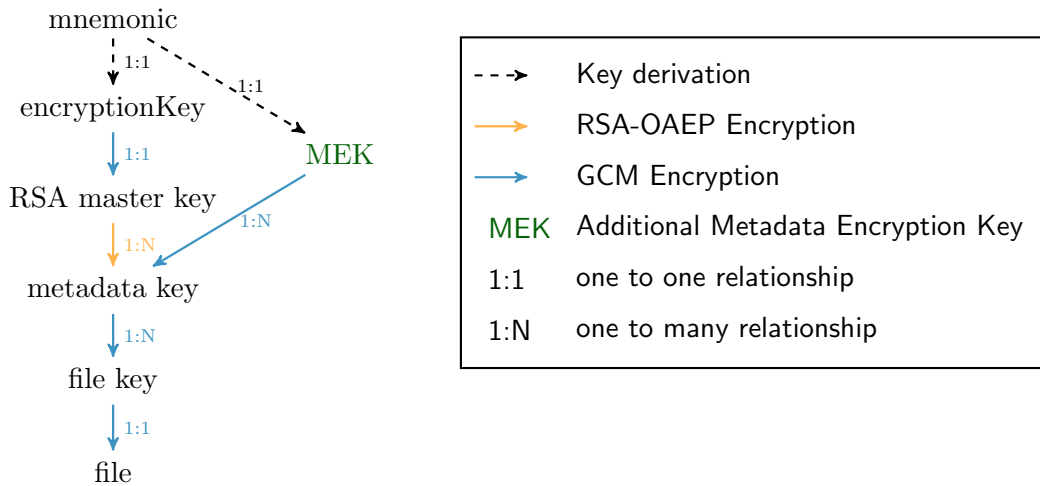 mnemonic
1:1
1:1
encryptionKey
1:1
MEK
RSA master key
1:N
1:N
metadata key
1:N
file key
1:1
file
Key derivation
RSA-OAEP Encryption
GCM Encryption
MEK Additional Metadata Encryption Key
1:1 one to one relationship
1:N one to many relationship